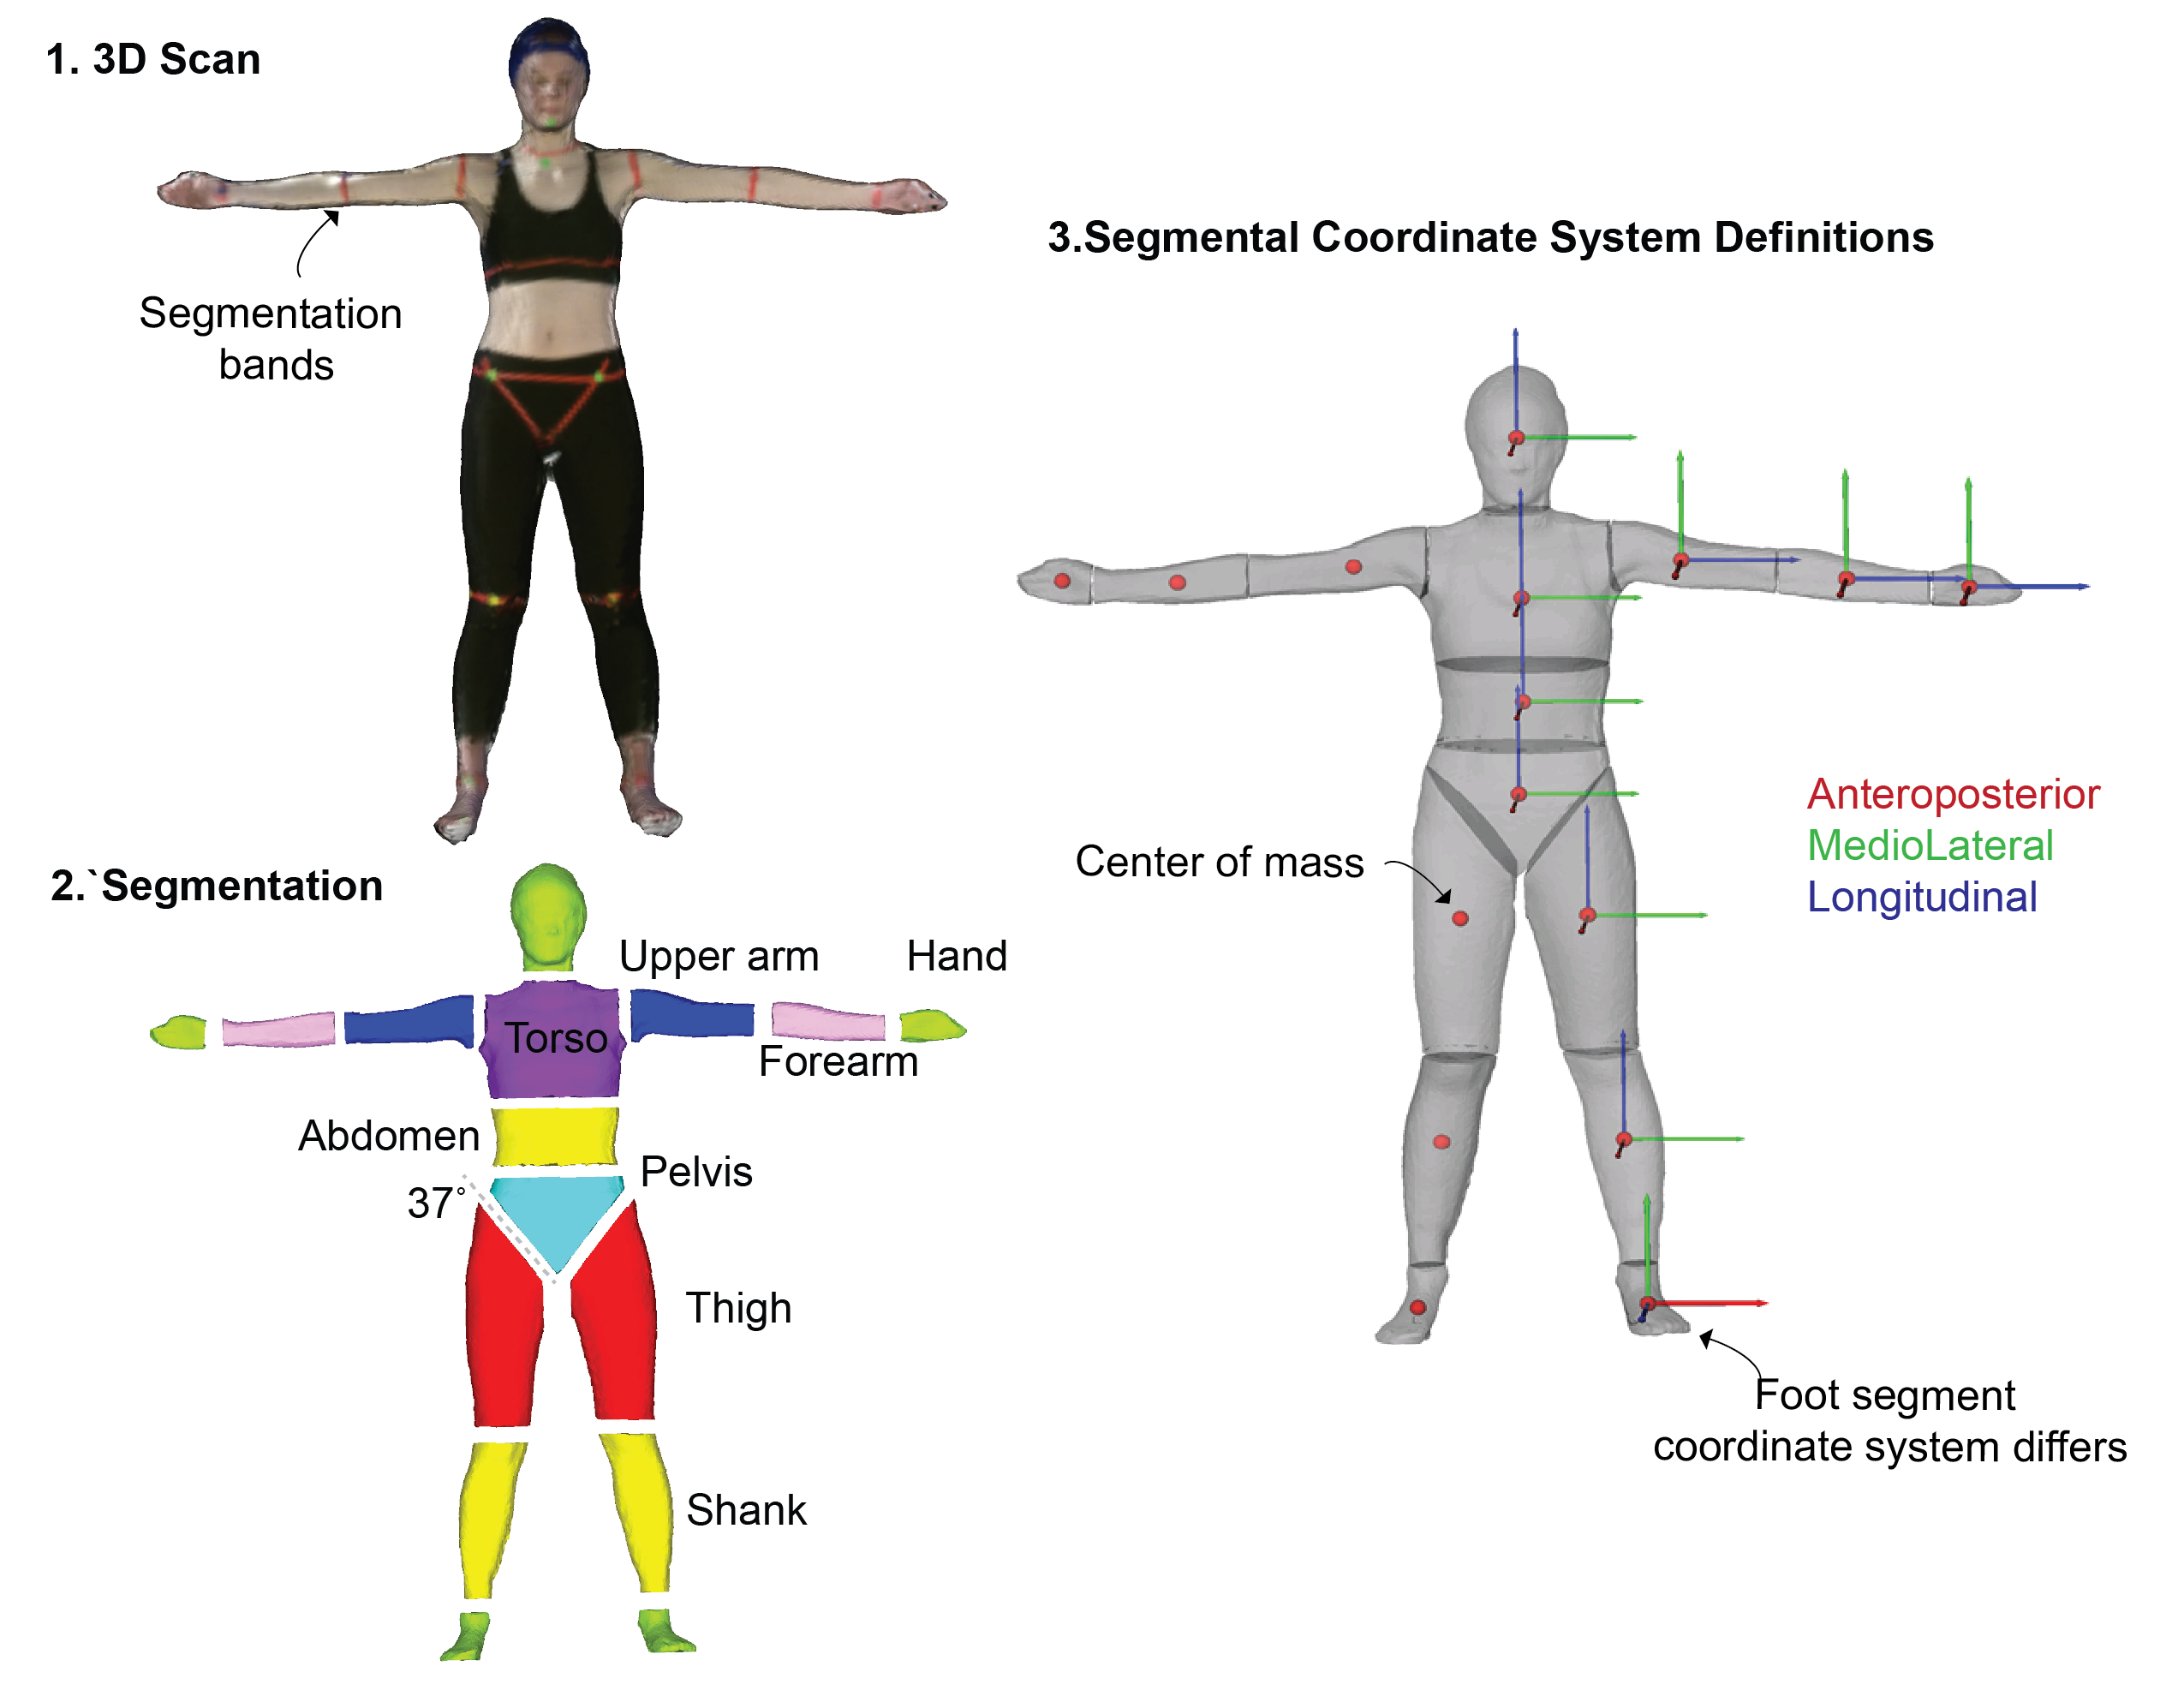 1. 3D Scan
Segmentation
bands
2.`Segmentation
Upper arm
Hand
Torso
Forearm
Abdomen
Pelvis
37°
Thigh
Shank
3.Segmental Coordinate System Definitions
Anteroposterior
MedioLateral
Longitudinal
Center of mass
Foot segment
coordinate system differs